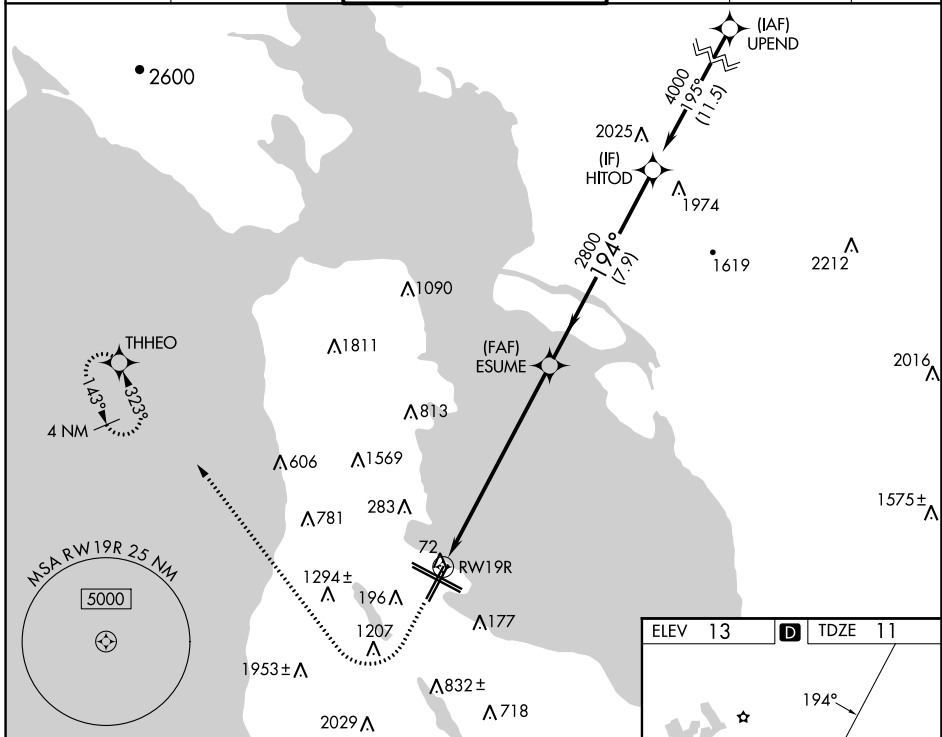 (IAF)
UPEND
2600
4000
195°
(11.5)
2025
(IF)
HITOD
1974
2800
194°
(7.9)
1619
2212
1090
THHEO
1811
(FAF)
ESUME
2016
143°
323°
4 NM
813
606
1569
283
781
1575±
72
RW19R
MSA RW19R 25 NM
5000
1294±
196
177
1207
ELEV 13
D
TDZE 11
1953±
832±
194°
718
2029